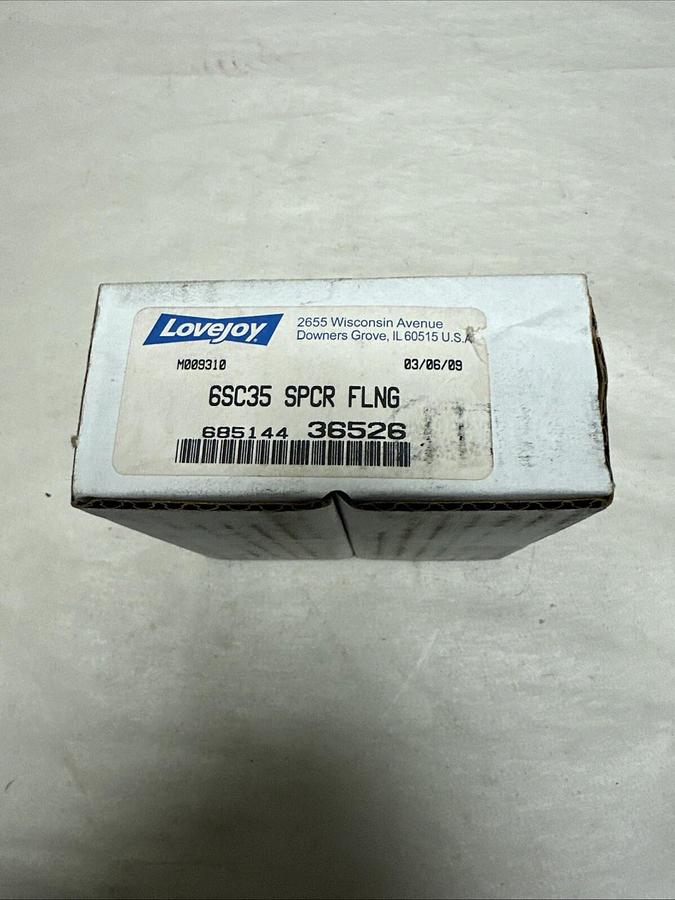 Lovejoy
2655 Wisconsin Avenue
Downers Grove, IL 60515 U.S.A
M009310 03/06/09
6SC35 SPCR FLNG
685144 36526